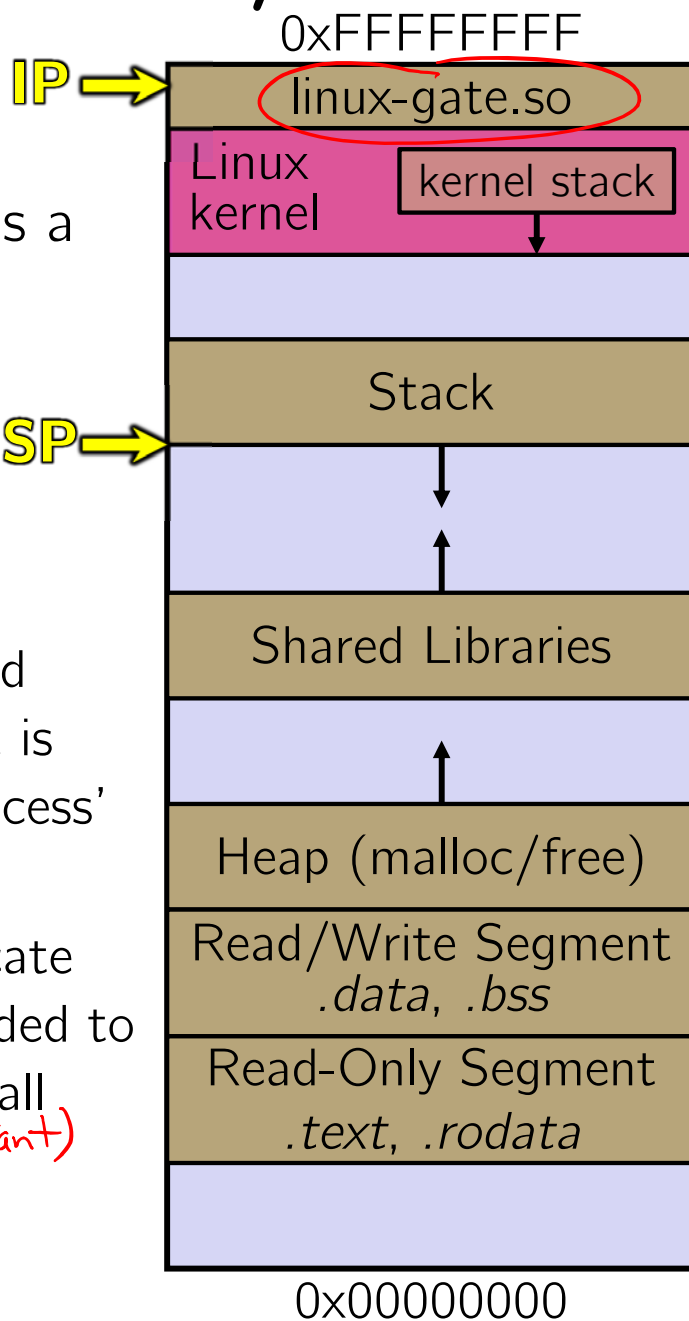 0xFFFFFFFF
IP
linux-gate.so
Linux
kernel
kernel stack
s a
Stack
SP
Shared Libraries
d
is
cess'
Heap (malloc/free)
Read/Write Segment
.data, .bss
cate
ded to
Read-Only Segment
.text, .rodata
all
ant)
0x00000000